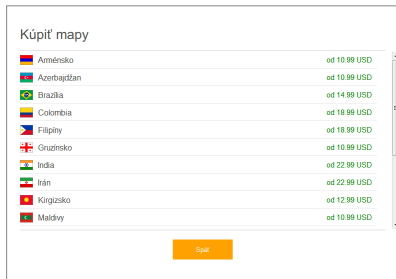 Kúpiť mapy
Arménsko od 10.99 USD
Azerbajdžan od 10.99 USD
Brazília od 14.99 USD
Colombia od 18.99 USD
Filipíny od 18.99 USD
Gruzínsko od 10.99 USD
India od 22.99 USD
Irán od 22.99 USD
Kirgizsko od 12.99 USD
Maldivy od 10.99 USD
Späť